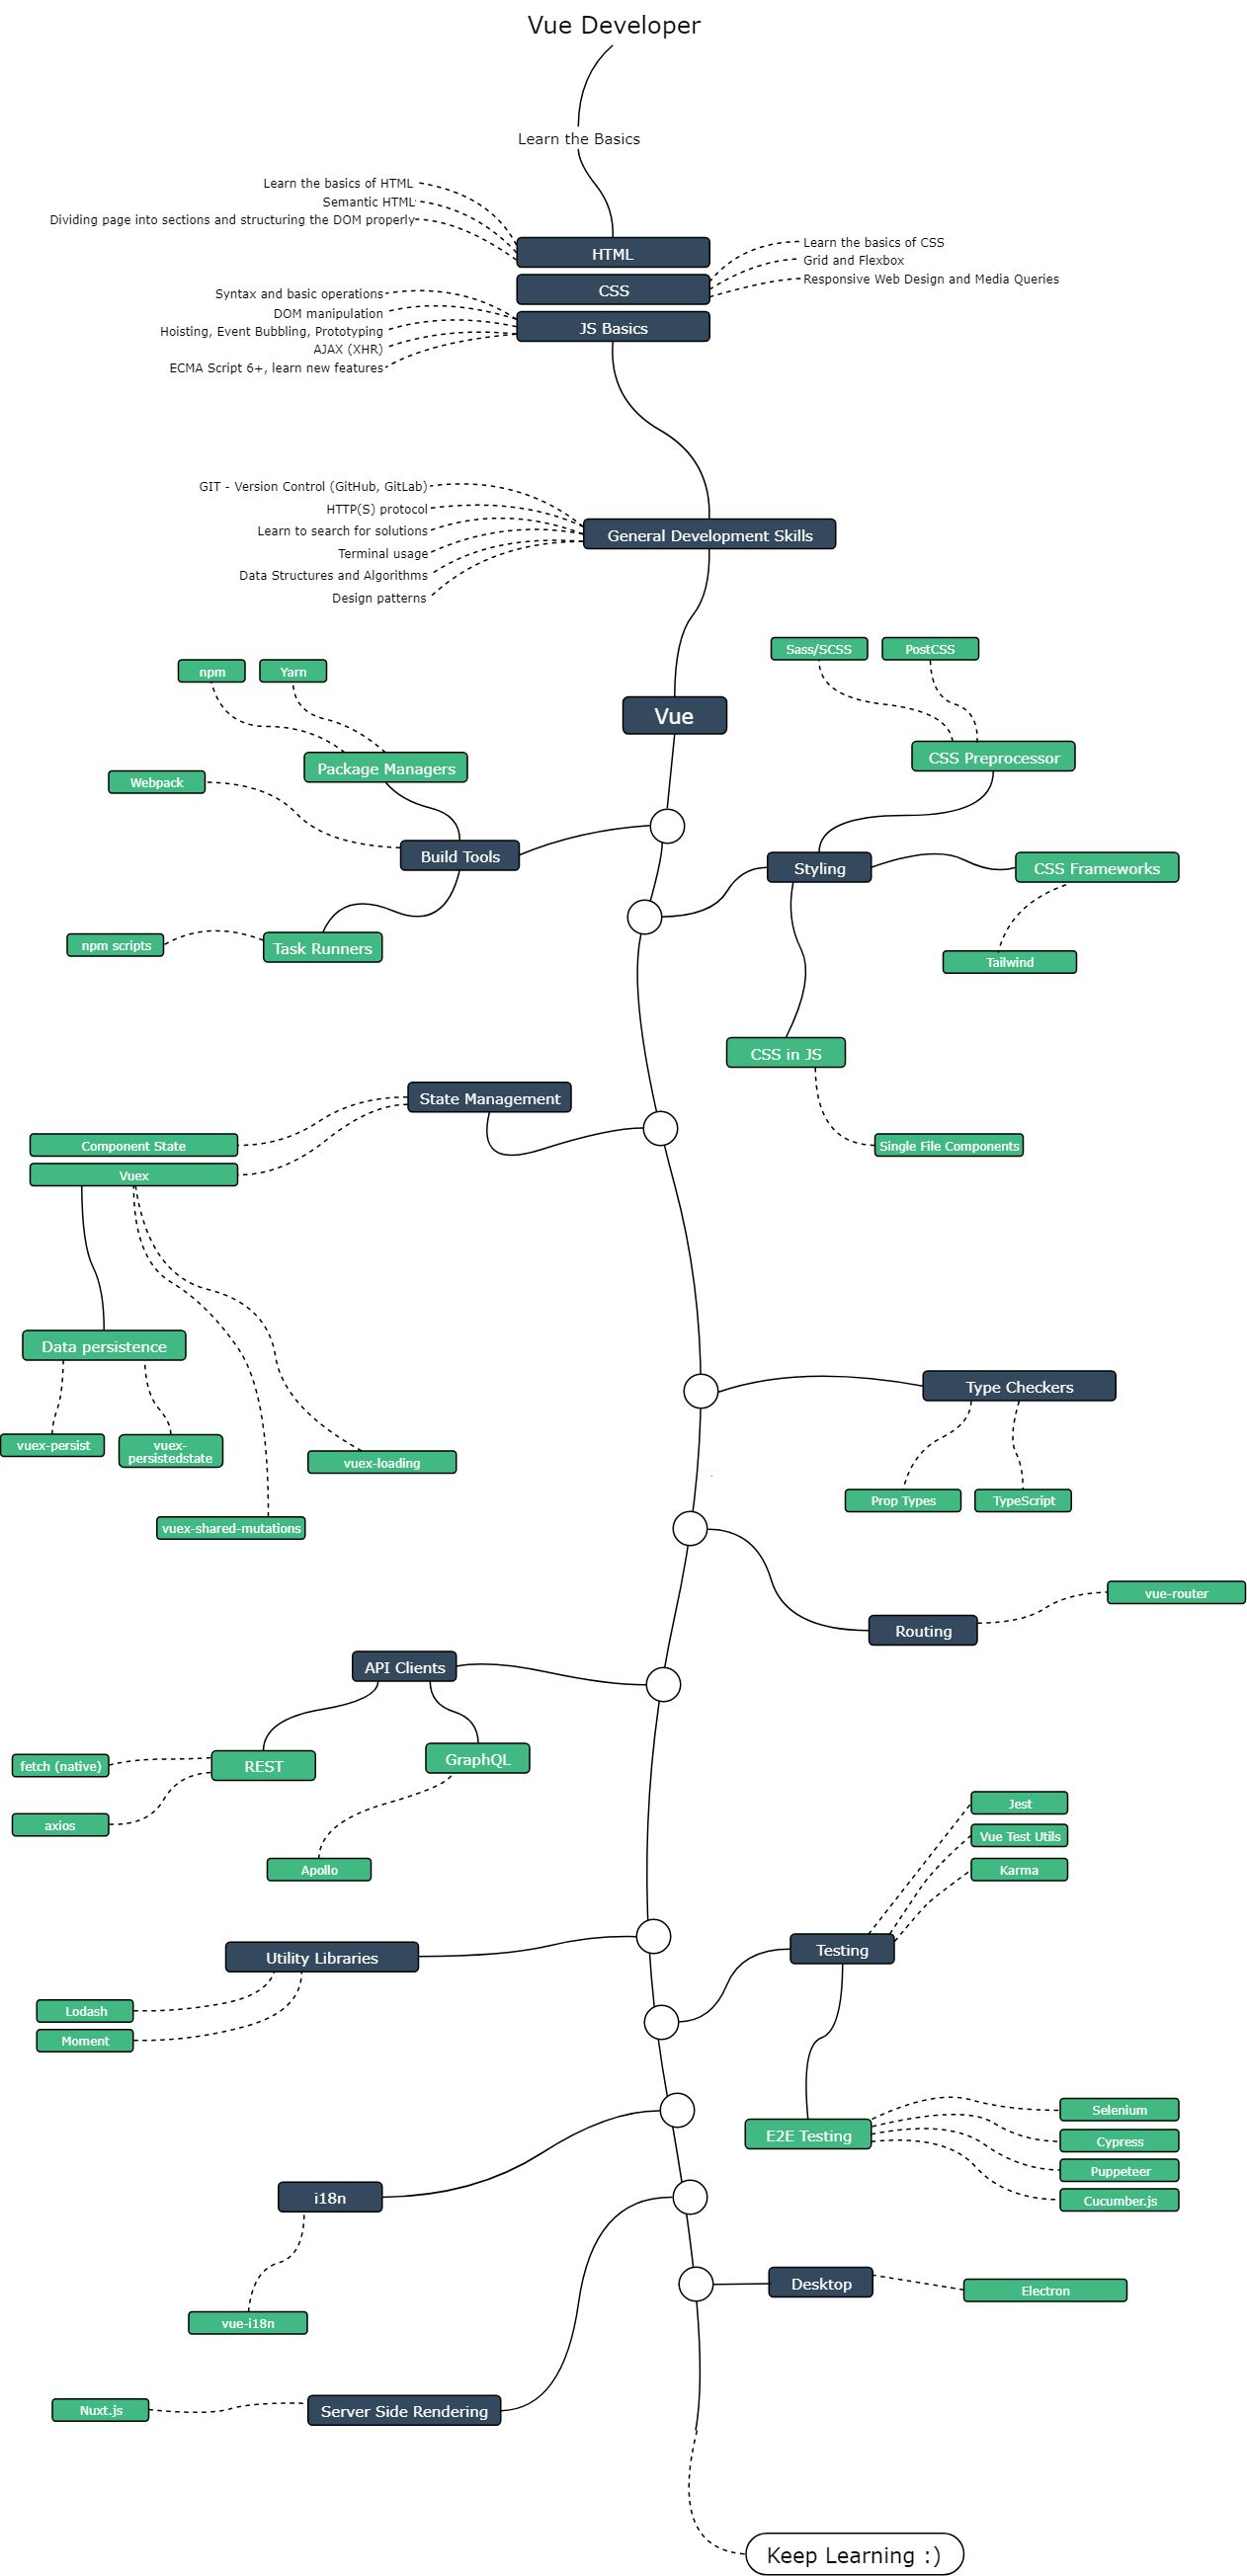 Vue Developer
Learn the Basics
Learn the basics of HTML
Semantic HTML
Dividing page into sections and structuring the DOM properly
HTML
Learn the basics of CSS
Grid and Flexbox
Responsive Web Design and Media Queries
CSS
Syntax and basic operations
DOM manipulation
Hoisting, Event Bubbling, Prototyping
AJAX (XHR)
ECMA Script 6+, learn new features
JS Basics
GIT - Version Control (GitHub, GitLab)
HTTP(S) protocol
Learn to search for solutions
Terminal usage
Data Structures and Algorithms
Design patterns
General Development Skills
Vue
npm
Yarn
Package Managers
Webpack
Build Tools
npm scripts
Task Runners
Sass/SCSS
PostCSS
CSS Preprocessor
Styling
CSS Frameworks
Tailwind
CSS in JS
Single File Components
State Management
Component State
Vuex
Data persistence
vuex-persist
vuex-
persistedstate
vuex-loading
vuex-shared-mutations
Type Checkers
Prop Types
TypeScript
vue-router
Routing
API Clients
REST
GraphQL
fetch (native)
axios
Apollo
Jest
Vue Test Utils
Karma
Testing
Utility Libraries
Lodash
Moment
E2E Testing
Selenium
Cypress
Puppeteer
Cucumber.js
i18n
vue-i18n
Desktop
Electron
Nuxt.js
Server Side Rendering
Keep Learning :)